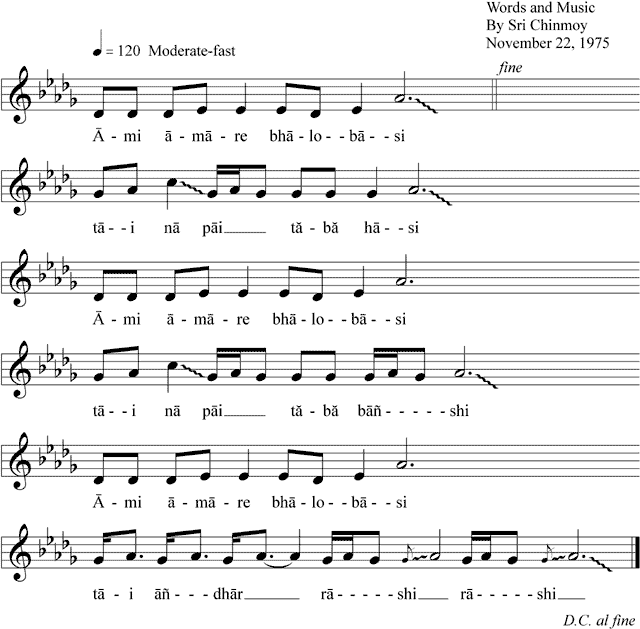 Words and Music
By Sri Chinmoy
November 22, 1975
= 120 Moderate-fast
fine
Ā - mi ā - mā - re bhā - lo - - bā - - si
tā - - i nā pāi tă - bă hā - - si
Ā - mi ā - mā - re bhā - lo - - bā - - si
tā - - i nā pāi tă - bă bāñ - - - - - shi
Ā - mi ā - mā - re bhā - lo - - bā - - si
tā - i āñ - - dhār rā - - - - shi rā - - - - shi
D.C. al fine